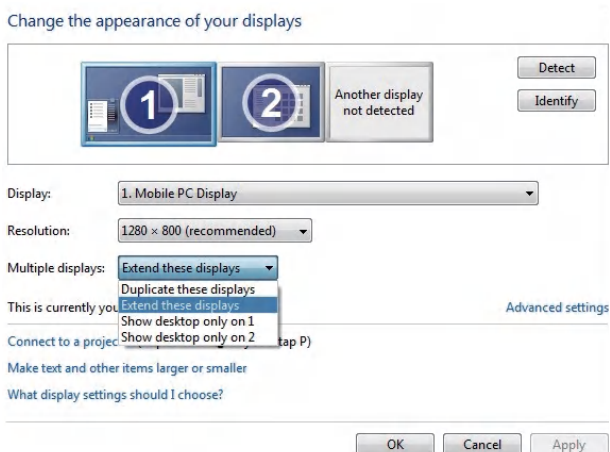 Change the appearance of your displays
1
2
Another display
not detected
Detect
Identify
Display:
1. Mobile PC Display
Resolution:
1280 × 800 (recommended)
Multiple displays:
Extend these displays
Duplicate these displays
This is currently you
Extend these displays
Advanced settings
Show desktop only on 1
Connect to a projec
Show desktop only on 2
tap P)
Make text and other items larger or smaller
What display settings should I choose?
OK
Cancel
Apply